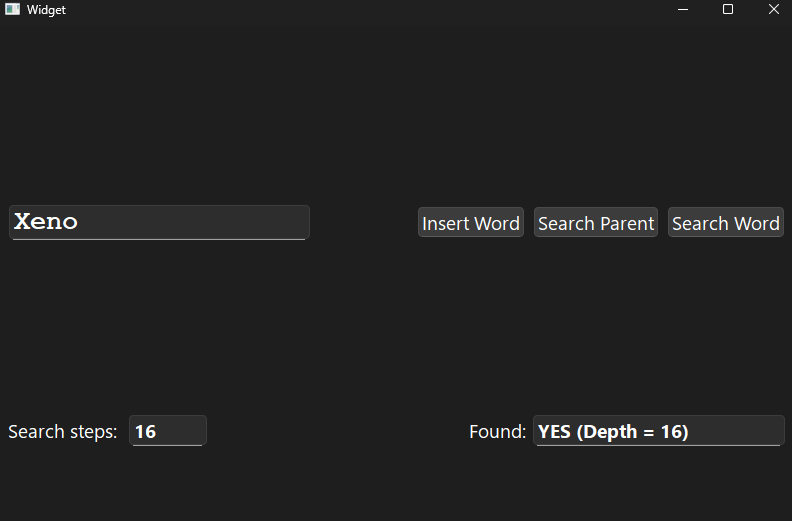 Widget
Xeno
Insert Word Search Parent Search Word
Search steps: 16 Found: YES (Depth = 16)